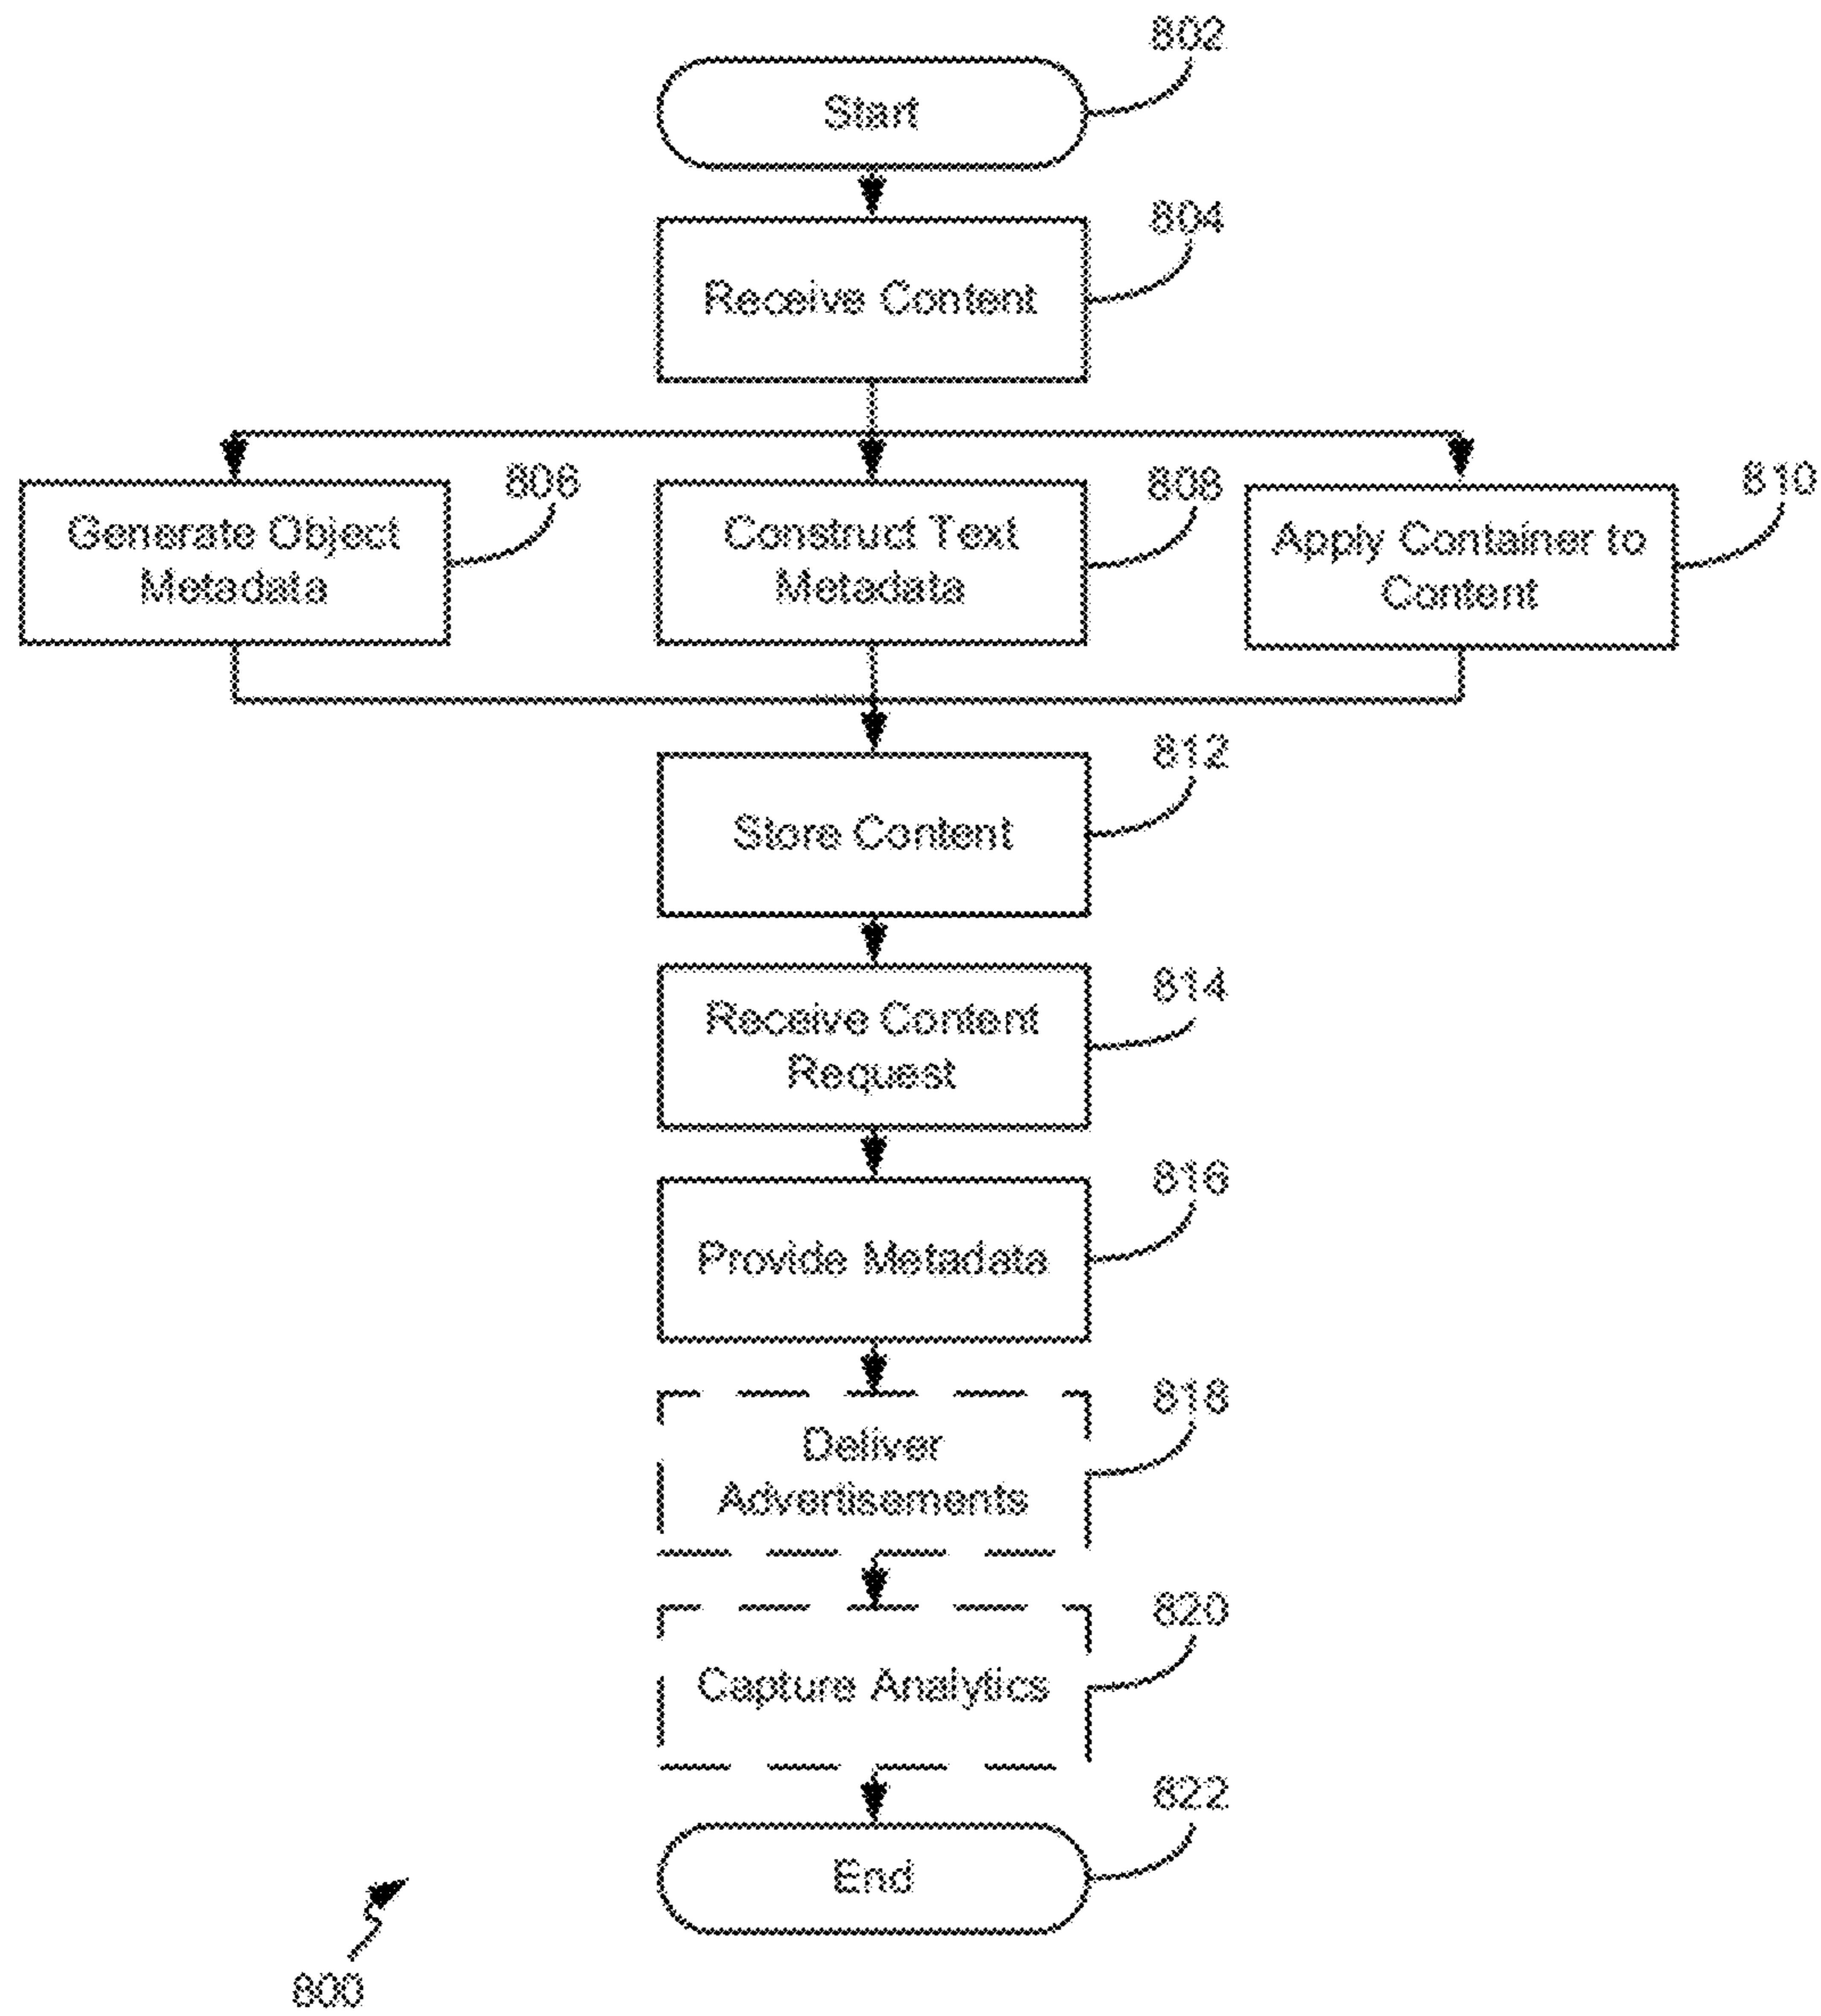 802
Start
804
Receive Content
806
Generate Object
Metadata
808
Construct Text
Metadata
810
Apply Container to
Content
812
Store Content
814
Receive Content
Request
816
Provide Metadata
818
Deliver
Advertisements
820
Capture Analytics
822
End
800